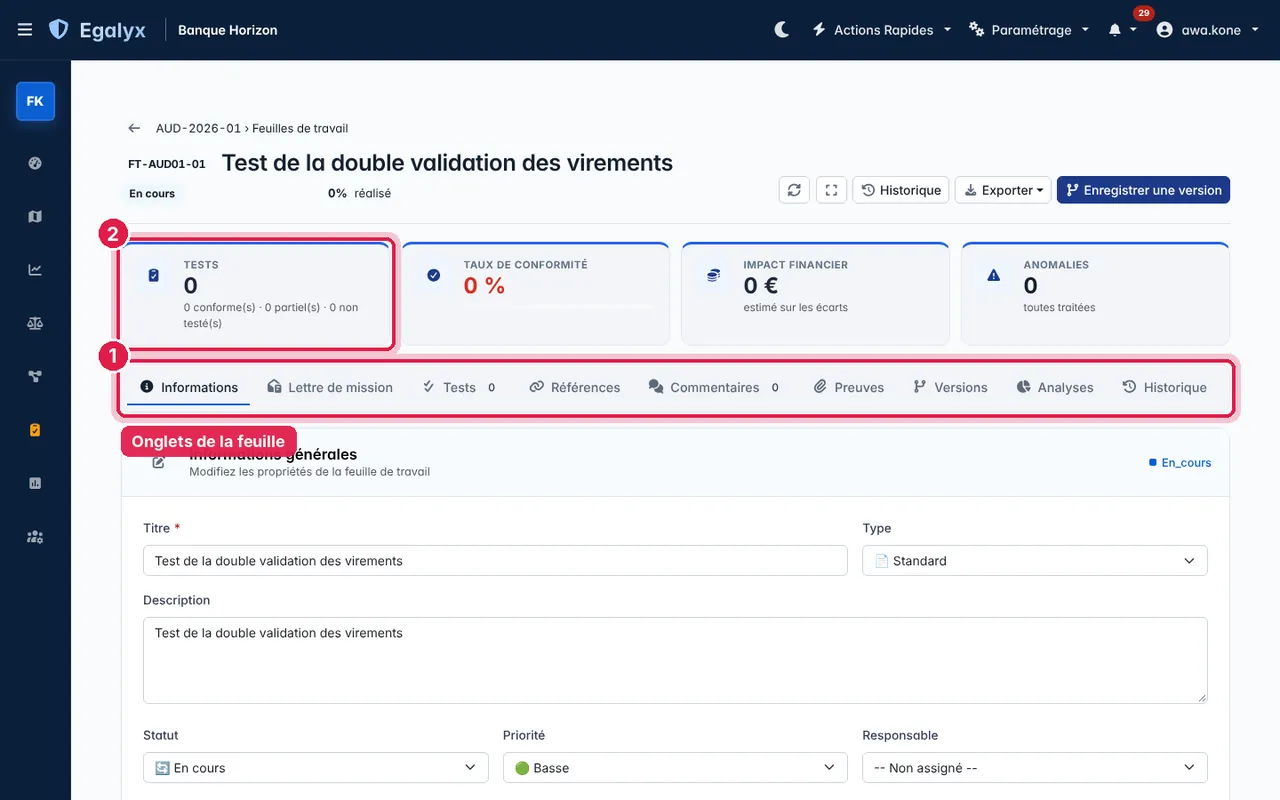 Egalyx
Banque Horizon
Actions Rapides
Paramétrage
29
awa.kone
FK
AUD-2026-01 › Feuilles de travail
FT-AUD01-01
Test de la double validation des virements
En cours
0% réalisé
Historique
Exporter
Enregistrer une version
2
TESTS
0
0 conforme(s) · 0 partiel(s) · 0 non
testé(s)
TAUX DE CONFORMITÉ
0 %
IMPACT FINANCIER
0 €
estimé sur les écarts
ANOMALIES
0
toutes traitées
1
Informations
Lettre de mission
Tests 0
Références
Commentaires 0
Preuves
Versions
Analyses
Historique
Onglets de la feuille
Informations générales
Modifiez les propriétés de la feuille de travail
En_cours
Titre *
Test de la double validation des virements
Type
Standard
Description
Test de la double validation des virements
Statut
En cours
Priorité
Basse
Responsable
-- Non assigné --